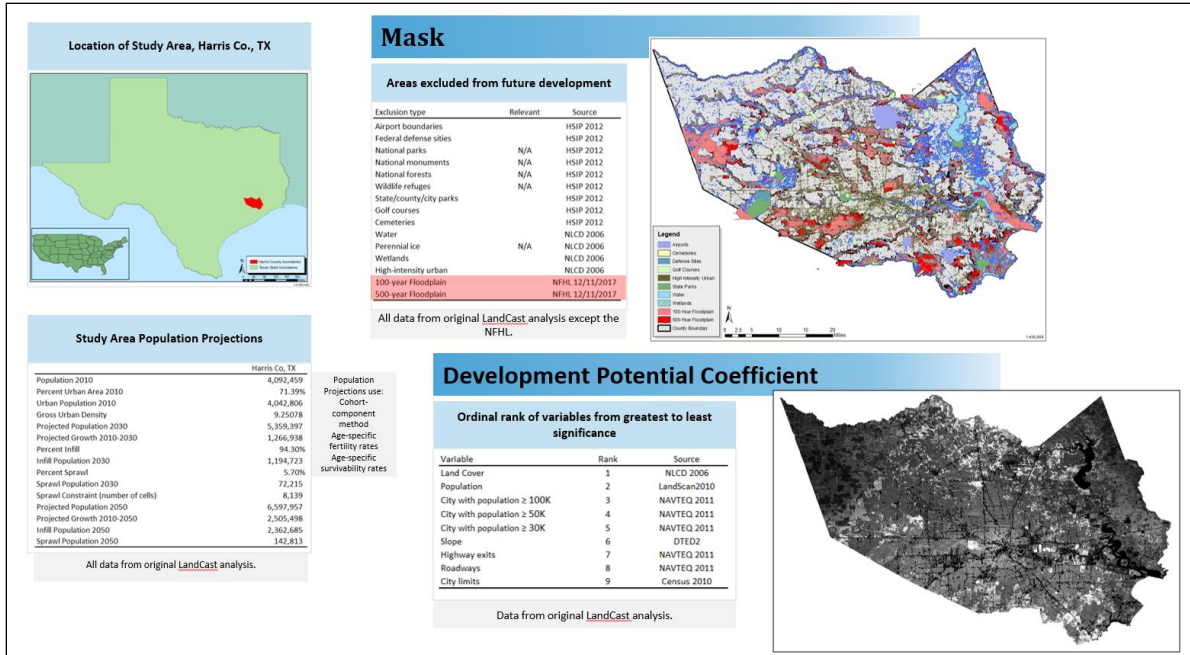 Location of Study Area, Harris Co., TX
Harris County boundaries
Texas State boundaries
Study Area Population Projections
Harris Co, TX
Population 2010 4,092,459
Percent Urban Area 2010 71.39%
Urban Population 2010 4,042,806
Gross Urban Density 9.25078
Projected Population 2030 5,359,397
Projected Growth 2010-2030 1,266,938
Percent Infill 94.30%
Infill Population 2030 1,194,723
Percent Sprawl 5.70%
Sprawl Population 2030 72,215
Sprawl Constraint (number of cells) 8,139
Projected Population 2050 6,597,957
Projected Growth 2010-2050 2,505,498
Infill Population 2050 2,362,685
Sprawl Population 2050 142,813
All data from original LandCast analysis.
Population
Projections use:
Cohort-
component
method
Age-specific
fertility rates
Age-specific
survivability rates
Mask
Areas excluded from future development
Exclusion type Relevant Source
Airport boundaries HSIP 2012
Federal defense sities HSIP 2012
National parks N/A HSIP 2012
National monuments N/A HSIP 2012
National forests N/A HSIP 2012
Wildlife refuges N/A HSIP 2012
State/county/city parks HSIP 2012
Golf courses HSIP 2012
Cemeteries HSIP 2012
Water NLCD 2006
Perennial ice N/A NLCD 2006
Wetlands NLCD 2006
High-intensity urban NLCD 2006
100-year Floodplain NFHL 12/11/2017
500-year Floodplain NFHL 12/11/2017
All data from original LandCast analysis except the
NFHL.
Legend
Airports
Cemeteries
Defense Sites
Golf Courses
High Intensity Urban
State Parks
Water
Wetlands
100-Year Floodplain
500-Year Floodplain
County Boundary
N
0 2.5 5 10 15 20
Miles
Development Potential Coefficient
Ordinal rank of variables from greatest to least
significance
Variable Rank Source
Land Cover 1 NLCD 2006
Population 2 LandScan2010
City with population ≥ 100K 3 NAVTEQ 2011
City with population ≥ 50K 4 NAVTEQ 2011
City with population ≥ 30K 5 NAVTEQ 2011
Slope 6 DTED2
Highway exits 7 NAVTEQ 2011
Roadways 8 NAVTEQ 2011
City limits 9 Census 2010
Data from original LandCast analysis.